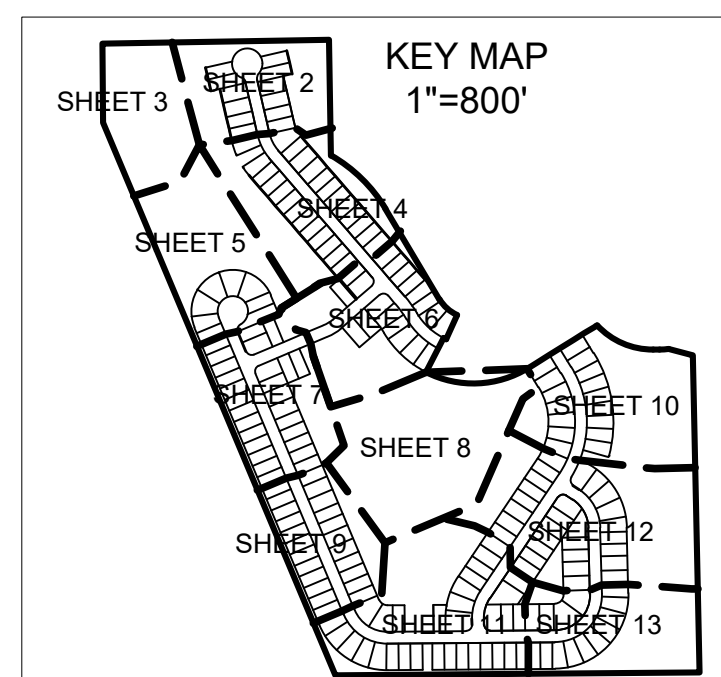 KEY MAP
1"=800'
SHEET 2
SHEET 3
SHEET 4
SHEET 5
SHEET 6
SHEET 7
SHEET 10
SHEET 8
SHEET 12
SHEET 9
SHEET 11
SHEET 13